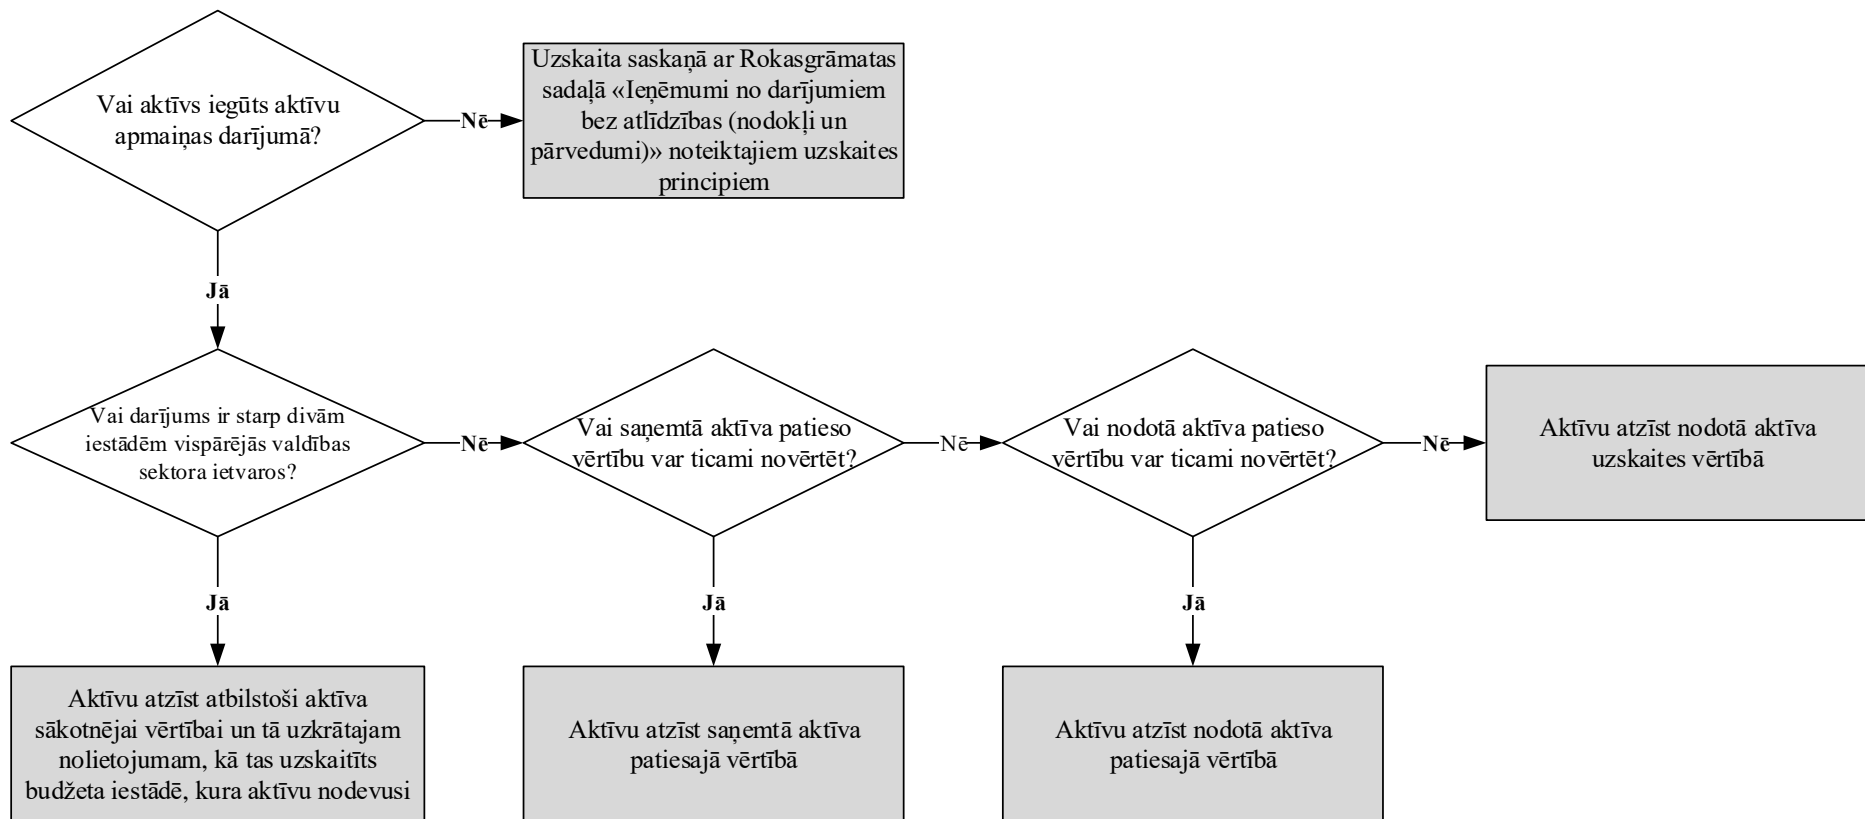 Vai aktīvs iegūts aktīvu
apmaiņas darījumā?
Nē
Uzskaita saskaņā ar Rokasgrāmatas
sadaļā «Ieņēmumi no darījumiem
bez atlīdzības (nodokļi un
pārvedumi)» noteiktajiem uzskaites
principiem
Jā
Vai darījums ir starp divām
iestādēm vispārējās valdības
sektora ietvaros?
Nē
Vai saņemtā aktīva patieso
vērtību var ticami novērtēt?
Nē
Vai nodotā aktīva patieso
vērtību var ticami novērtēt?
Nē
Aktīvu atzīst nodotā aktīva
uzskaites vērtībā
Jā
Jā
Jā
Aktīvu atzīst atbilstoši aktīva
sākotnējai vērtībai un tā uzkrātajam
nolietojumam, kā tas uzskaitīts
budžeta iestādē, kura aktīvu nodevusi
Aktīvu atzīst saņemtā aktīva
patiesajā vērtībā
Aktīvu atzīst nodotā aktīva
patiesajā vērtībā